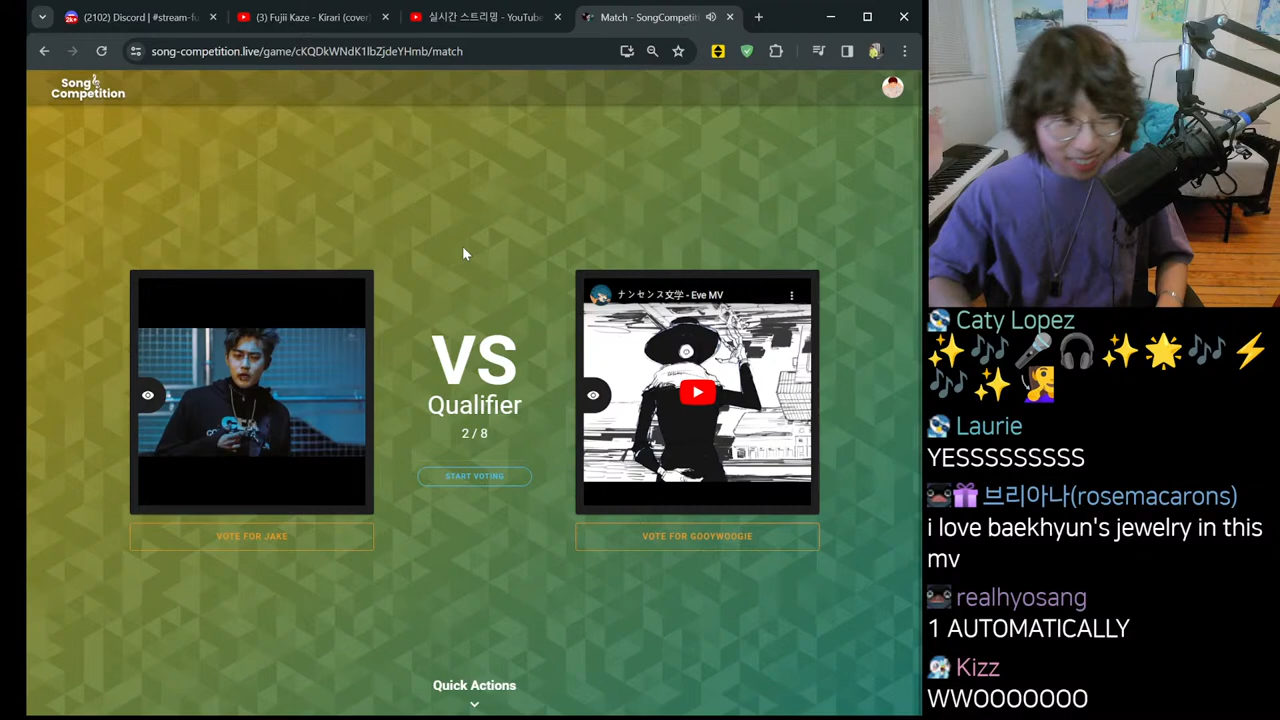 (2102) Discord | #stream-fu
(3) Fujii Kaze - Kirari (cover)
실시간 스트리밍 - YouTube
Match - SongCompetiti
song-competition.live/game/cKQDkWNdK1IbZjdeYHmb/match
Song
Competition
ナンセンス文学 - Eve MV
VS
Qualifier
2 / 8
START VOTING
VOTE FOR JAKE
VOTE FOR GOOYWOOGIE
Quick Actions
Caty Lopez
Laurie
YESSSSSSSSS
브리아나(rosemacarons)
i love baekhyun's jewelry in this
mv
realhyosang
1 AUTOMATICALLY
Kizz
WWOOOOOOO